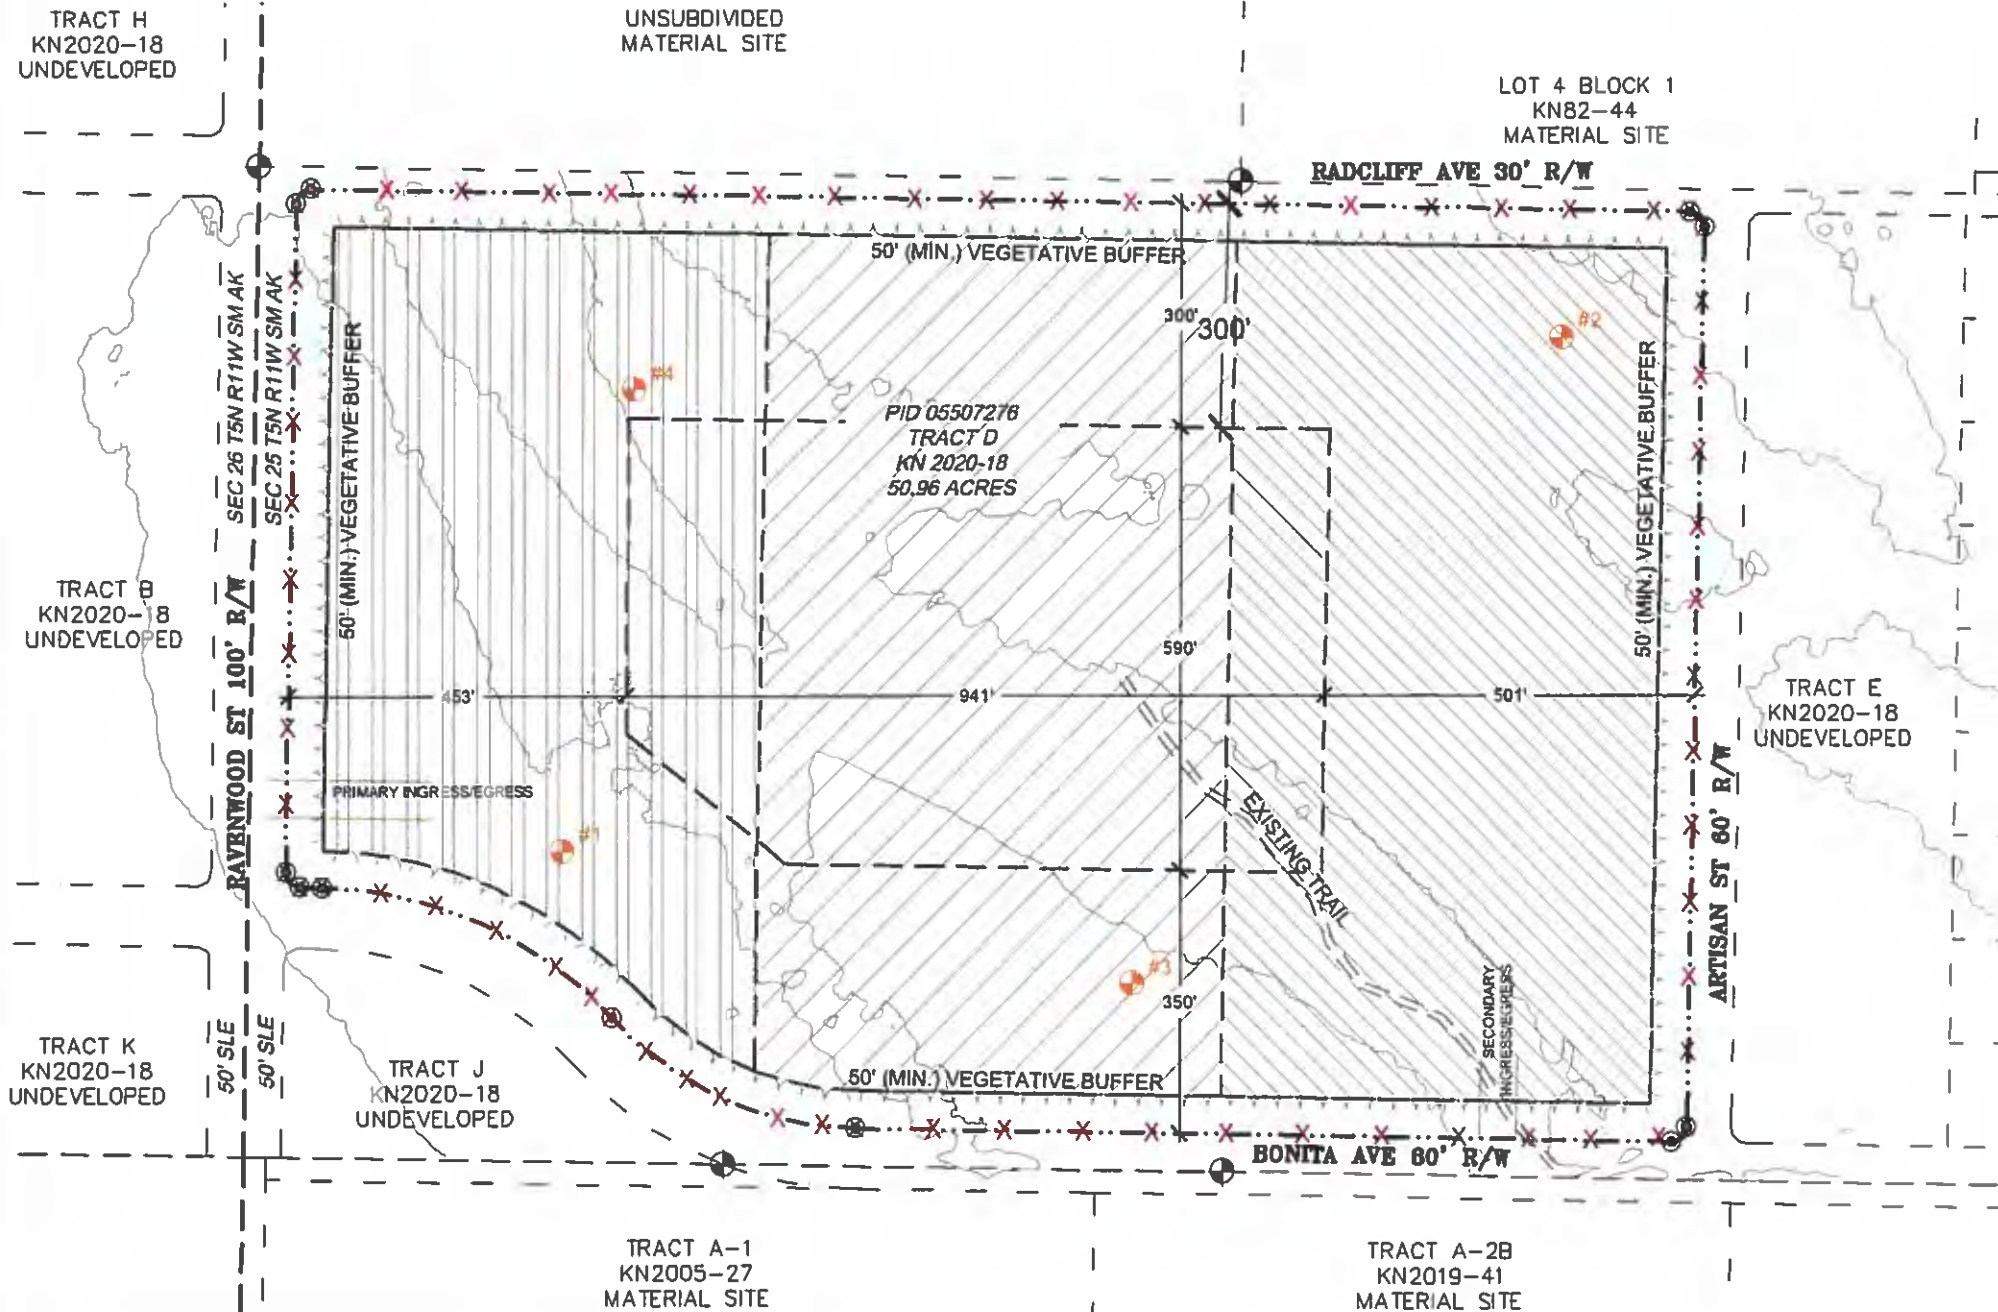 TRACT H
KN2020-18
UNDEVELOPED
UNSUBDIVIDED
MATERIAL SITE
LOT 4 BLOCK 1
KN82-44
MATERIAL SITE
RADCLIFF AVE 30' R/W
50' (MIN.) VEGETATIVE BUFFER
SEC 26 T5N R11W SM AK
SEC 25 T5N R11W SM AK
50' (MIN.) VEGETATIVE BUFFER
300'
300'
#2
#4
50' (MIN.) VEGETATIVE BUFFER
PID 05507276
TRACT D
KN 2020-18
50.96 ACRES
TRACT B
KN2020-18
UNDEVELOPED
RAVENWOOD ST 100' R/W
590'
453'
941'
501'
TRACT E
KN2020-18
UNDEVELOPED
PRIMARY INGRESS/EGRESS
#1
EXISTING TRAIL
ARTISAN ST 60' R/W
#3
350'
SECONDARY
INGRESS/EGRESS
50' SLE
50' SLE
TRACT K
KN2020-18
UNDEVELOPED
TRACT J
KN2020-18
UNDEVELOPED
50' (MIN.) VEGETATIVE BUFFER
BONITA AVE 60' R/W
TRACT A-1
KN2005-27
MATERIAL SITE
TRACT A-2B
KN2019-41
MATERIAL SITE